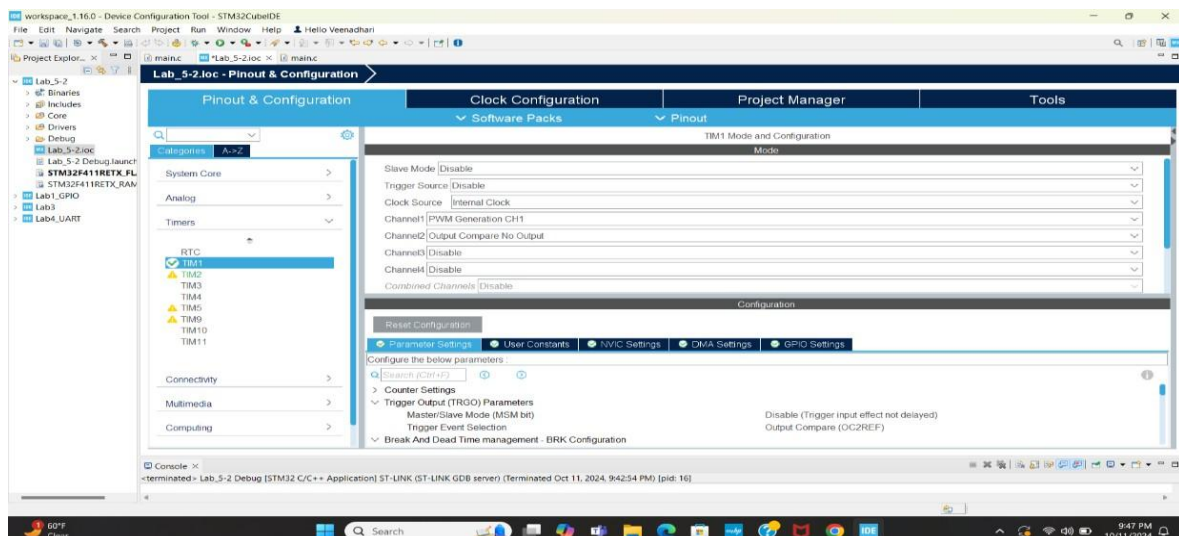 workspace_1.16.0 - Device Configuration Tool - STM32CubeIDE
File Edit Navigate Search Project Run Window Help Hello Veenadhari
Project Explor...
main.c
*Lab_5-2.ioc
main.c
Lab_5-2
Binaries
Includes
Core
Drivers
Debug
Lab_5-2.ioc
Lab_5-2 Debug.launch
STM32F411RETX_FL
STM32F411RETX_RAM
Lab1_GPIO
Lab3
Lab4_UART
Lab_5-2.ioc - Pinout & Configuration
Pinout & Configuration
Clock Configuration
Project Manager
Tools
Software Packs
Pinout
Categories
A->Z
System Core
Analog
Timers
RTC
TIM1
TIM2
TIM3
TIM4
TIM5
TIM9
TIM10
TIM11
Connectivity
Multimedia
Computing
TIM1 Mode and Configuration
Mode
Slave Mode Disable
Trigger Source Disable
Clock Source Internal Clock
Channel1 PWM Generation CH1
Channel2 Output Compare No Output
Channel3 Disable
Channel4 Disable
Combined Channels Disable
Configuration
Reset Configuration
Parameter Settings
User Constants
NVIC Settings
DMA Settings
GPIO Settings
Configure the below parameters :
Search (Ctrl+F)
Counter Settings
Trigger Output (TRGO) Parameters
Master/Slave Mode (MSM bit) Disable (Trigger input effect not delayed)
Trigger Event Selection Output Compare (OC2REF)
Break And Dead Time management - BRK Configuration
Console
<terminated> Lab_5-2 Debug [STM32 C/C++ Application] ST-LINK (ST-LINK GDB server) (Terminated Oct 11, 2024, 9:42:54 PM) [pid: 16]
1
60°F
Clear
Search
IDE
9:47 PM
10/11/2024